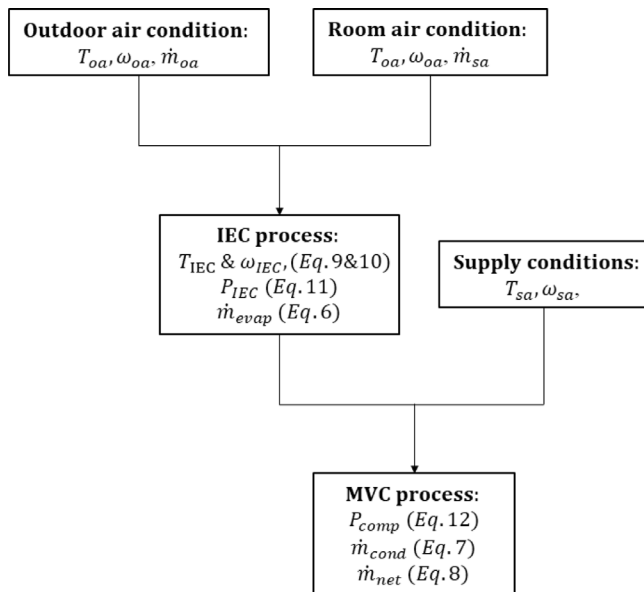 Outdoor air condition:
T_oa, ω_oa, ṁ_oa
Room air condition:
T_oa, ω_oa, ṁ_sa
IEC process:
T_IEC & ω_IEC, (Eq. 9&10)
P_IEC (Eq. 11)
ṁ_evap (Eq. 6)
Supply conditions:
T_sa, ω_sa,
MVC process:
P_comp (Eq. 12)
ṁ_cond (Eq. 7)
ṁ_net (Eq. 8)